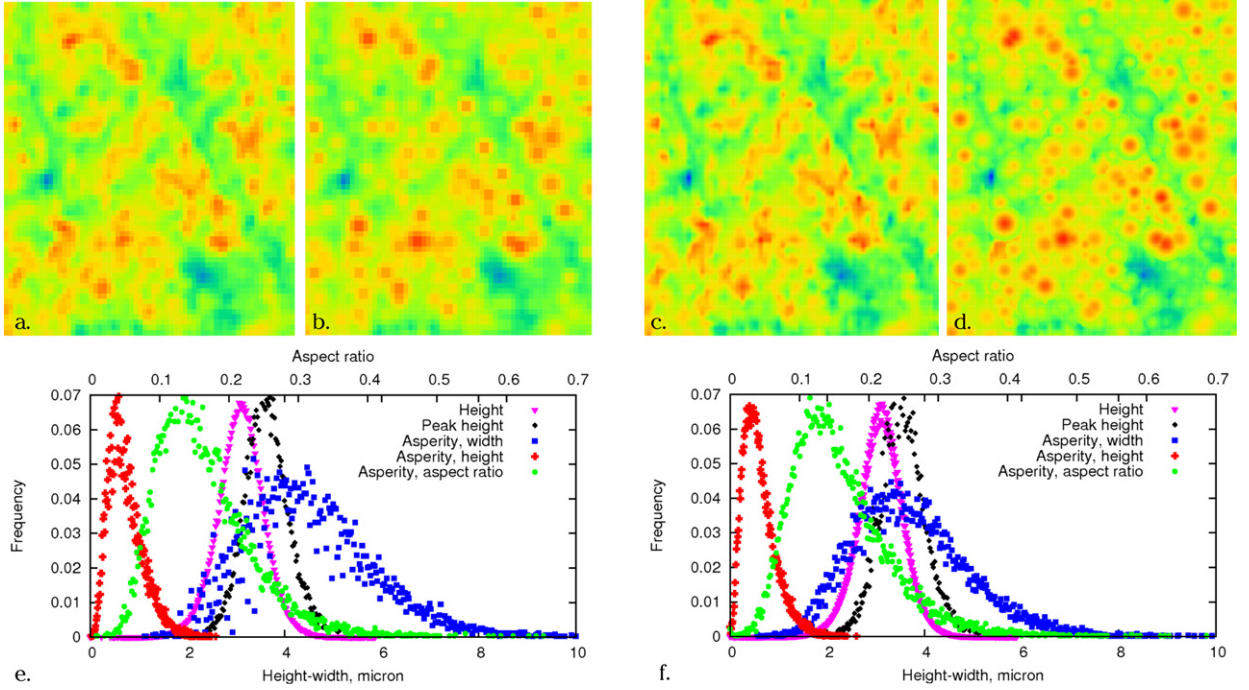 a.
b.
c.
d.
Aspect ratio
0 0.1 0.2 0.3 0.4 0.5 0.6 0.7
0.07
0.06
0.05
0.04
0.03
0.02
0.01
0
Frequency
Height
Peak height
Asperity, width
Asperity, height
Asperity, aspect ratio
0 2 4 6 8 10
Height-width, micron
e.
Aspect ratio
0 0.1 0.2 0.3 0.4 0.5 0.6 0.7
0.07
0.06
0.05
0.04
0.03
0.02
0.01
0
Frequency
Height
Peak height
Asperity, width
Asperity, height
Asperity, aspect ratio
0 2 4 6 8 10
Height-width, micron
f.